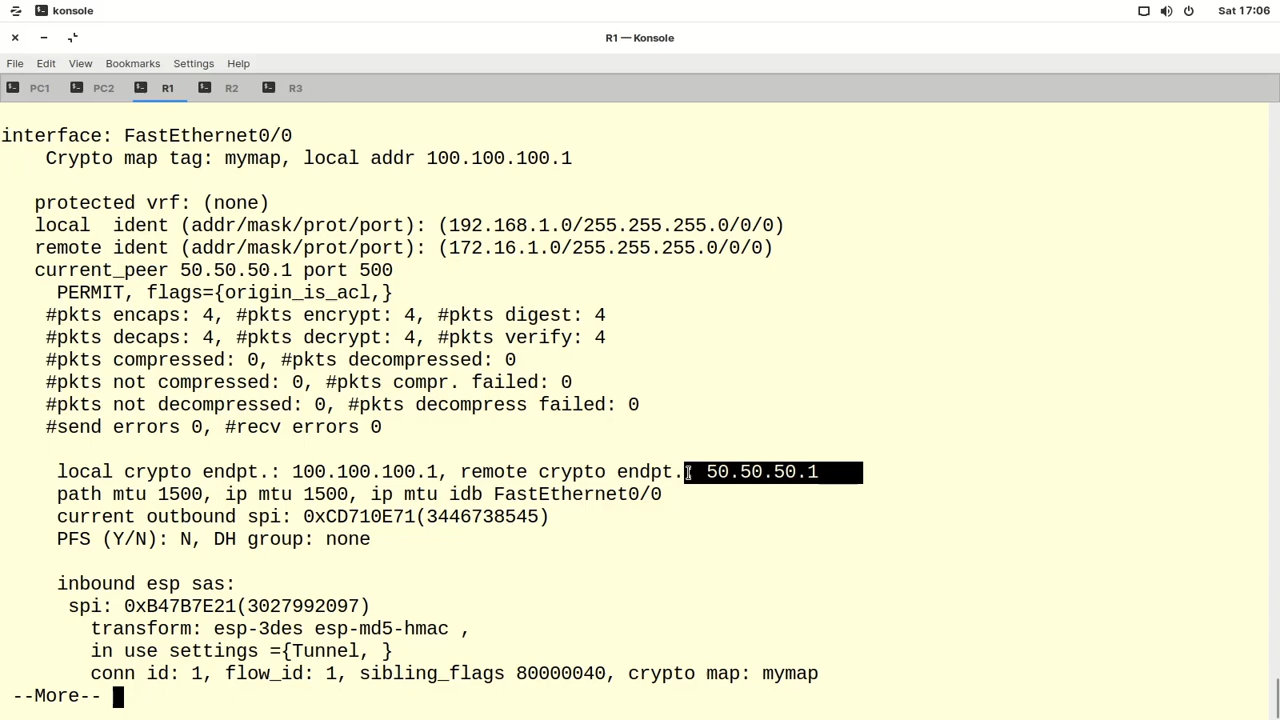 konsole
Sat 17:06
R1 — Konsole
File Edit View Bookmarks Settings Help
PC1 PC2 R1 R2 R3
interface: FastEthernet0/0
Crypto map tag: mymap, local addr 100.100.100.1
protected vrf: (none)
local  ident (addr/mask/prot/port): (192.168.1.0/255.255.255.0/0/0)
remote ident (addr/mask/prot/port): (172.16.1.0/255.255.255.0/0/0)
current_peer 50.50.50.1 port 500
PERMIT, flags={origin_is_acl,}
#pkts encaps: 4, #pkts encrypt: 4, #pkts digest: 4
#pkts decaps: 4, #pkts decrypt: 4, #pkts verify: 4
#pkts compressed: 0, #pkts decompressed: 0
#pkts not compressed: 0, #pkts compr. failed: 0
#pkts not decompressed: 0, #pkts decompress failed: 0
#send errors 0, #recv errors 0
local crypto endpt.: 100.100.100.1, remote crypto endpt.: 50.50.50.1
path mtu 1500, ip mtu 1500, ip mtu idb FastEthernet0/0
current outbound spi: 0xCD710E71(3446738545)
PFS (Y/N): N, DH group: none
inbound esp sas:
spi: 0xB47B7E21(3027992097)
transform: esp-3des esp-md5-hmac ,
in use settings ={Tunnel, }
conn id: 1, flow_id: 1, sibling_flags 80000040, crypto map: mymap
--More--